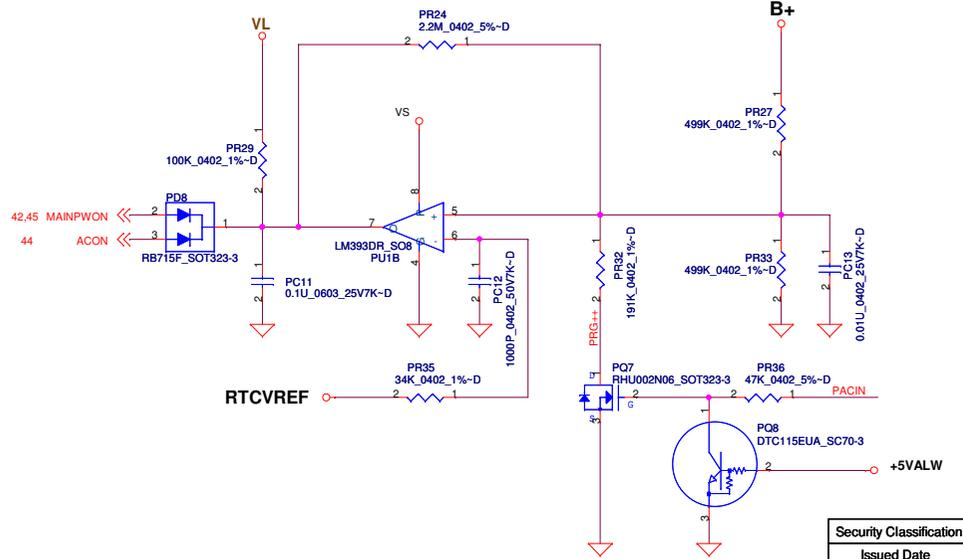 PR24
2.2M_0402_5%~D
2
1
VL
B+
1
PR29
100K_0402_1%~D
2
VS
8
1
PR27
499K_0402_1%~D
2
PD8
42,45 MAINPWON
2
44 ACON
3
1
RB715F_SOT323-3
7
O
P
G
+
-
5
6
4
LM393DR_SO8
PU1B
1
PC11
0.1U_0603_25V7K~D
2
1
PC12
1000P_0402_50V7K~D
2
1
PR32
191K_0402_1%~D
2
PRG++
1
PR33
499K_0402_1%~D
2
1
PC13
0.01U_0402_25V7K~D
2
RTCVREF
PR35
34K_0402_1%~D
2
1
D
1
PQ7
RHU002N06_SOT323-3
2
G
S
3
PR36
47K_0402_5%~D
2
1
PACIN
1
PQ8
DTC115EUA_SC70-3
2
+5VALW
3
Security Classification
Issued Date